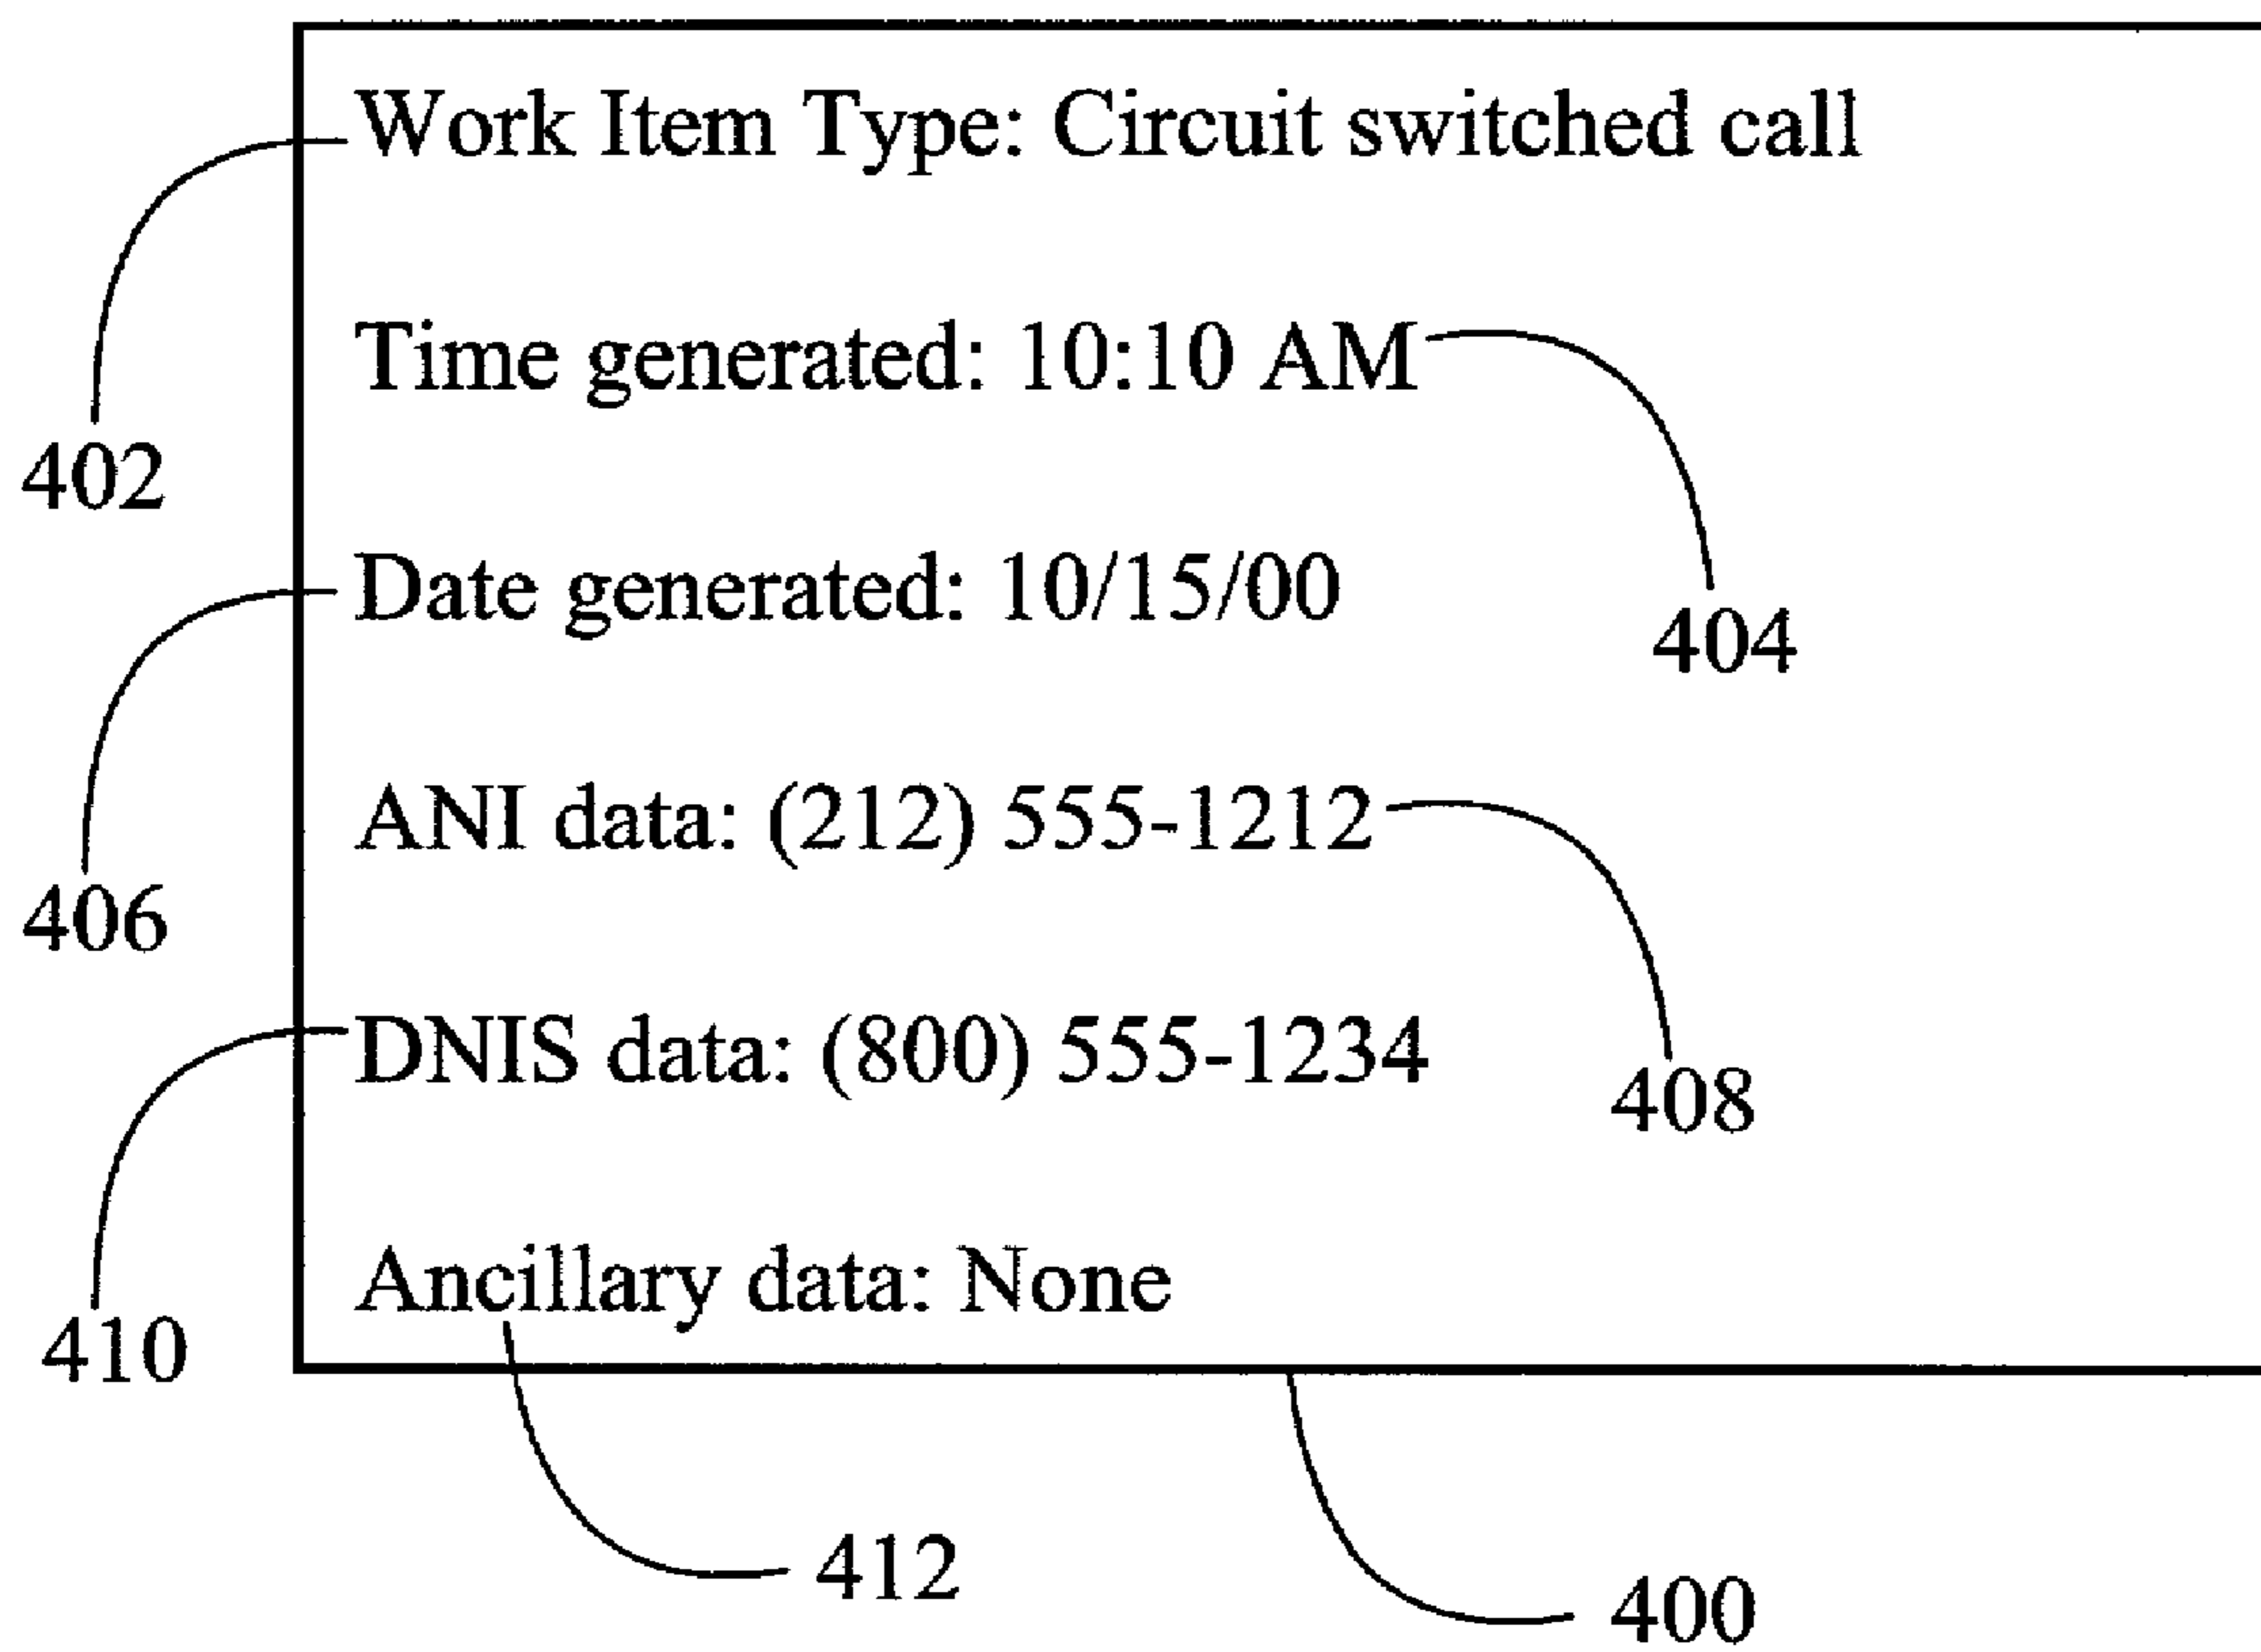 Work Item Type: Circuit switched call
Time generated: 10:10 AM
402
Date generated: 10/15/00
404
ANI data: (212) 555-1212
406
DNIS data: (800) 555-1234
408
Ancillary data: None
410
412
400